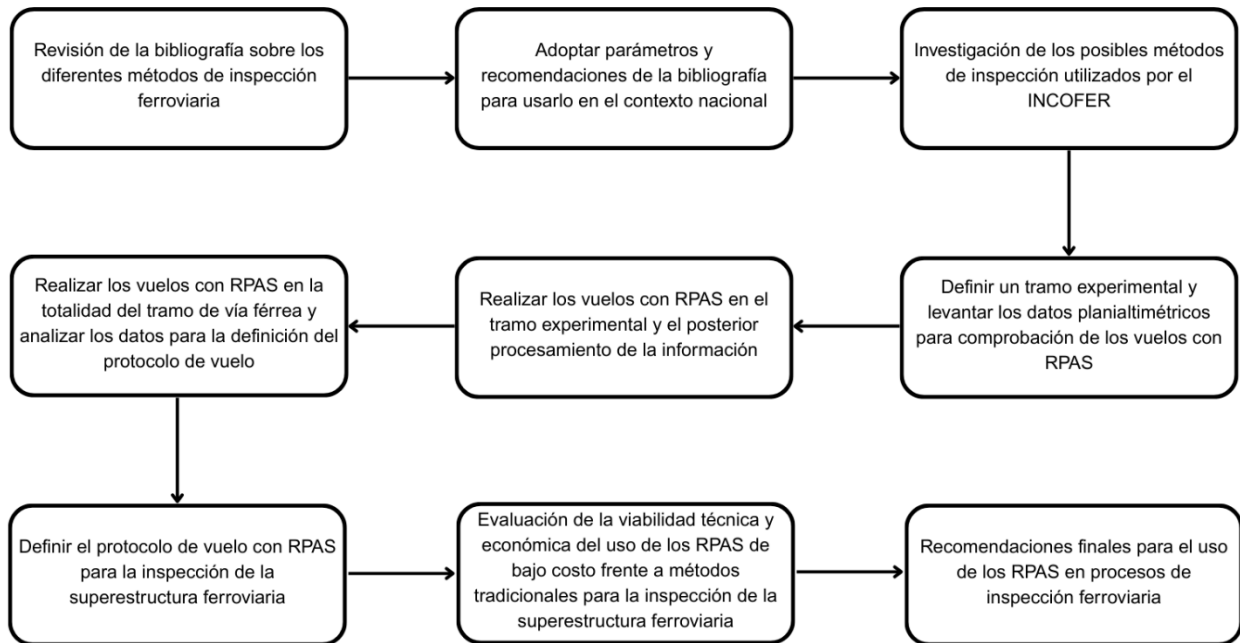 Revisión de la bibliografía sobre los
diferentes métodos de inspección
ferroviaria
Adoptar parámetros y
recomendaciones de la bibliografía
para usarlo en el contexto nacional
Investigación de los posibles métodos
de inspección utilizados por el
INCOFER
Definir un tramo experimental y
levantar los datos planialtimétricos
para comprobación de los vuelos con
RPAS
Realizar los vuelos con RPAS en el
tramo experimental y el posterior
procesamiento de la información
Realizar los vuelos con RPAS en la
totalidad del tramo de vía férrea y
analizar los datos para la definición del
protocolo de vuelo
Definir el protocolo de vuelo con RPAS
para la inspección de la
superestructura ferroviaria
Evaluación de la viabilidad técnica y
económica del uso de los RPAS de
bajo costo frente a métodos
tradicionales para la inspección de la
superestructura ferroviaria
Recomendaciones finales para el uso
de los RPAS en procesos de
inspección ferroviaria